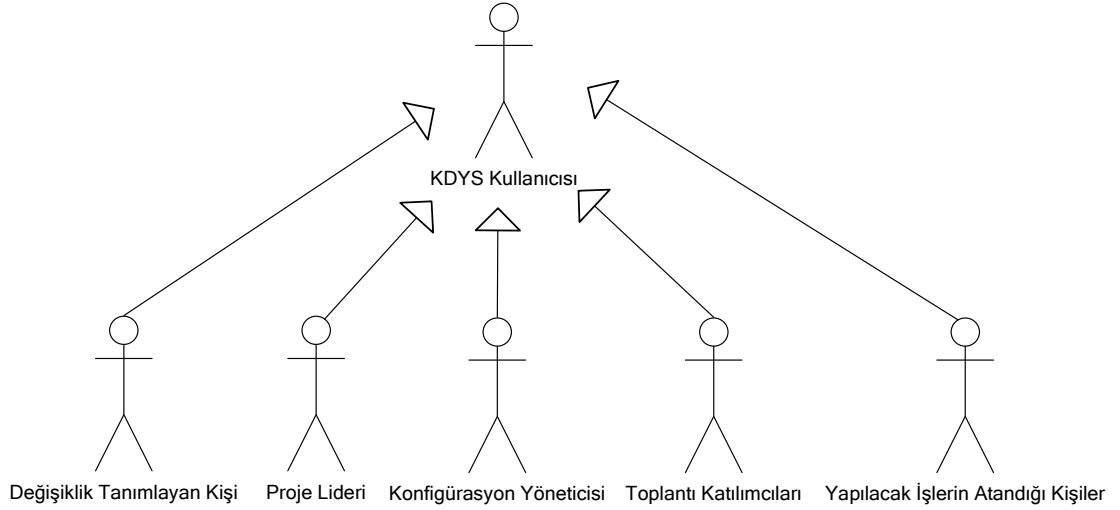 KDYS Kullanıcısı
Değişiklik Tanımlayan Kişi
Proje Lideri
Konfigürasyon Yöneticisi
Toplantı Katılımcıları
Yapılacak İşlerin Atandığı Kişiler